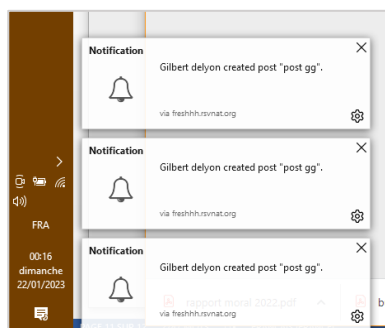 Notification
Gilbert delyon created post "post gg".
via freshhh.rsvnat.org
Notification
Gilbert delyon created post "post gg".
via freshhh.rsvnat.org
Notification
Gilbert delyon created post "post gg".
via freshhh.rsvnat.org
FRA
00:16
dimanche
22/01/2023
rapport moral 2022.pdf
b